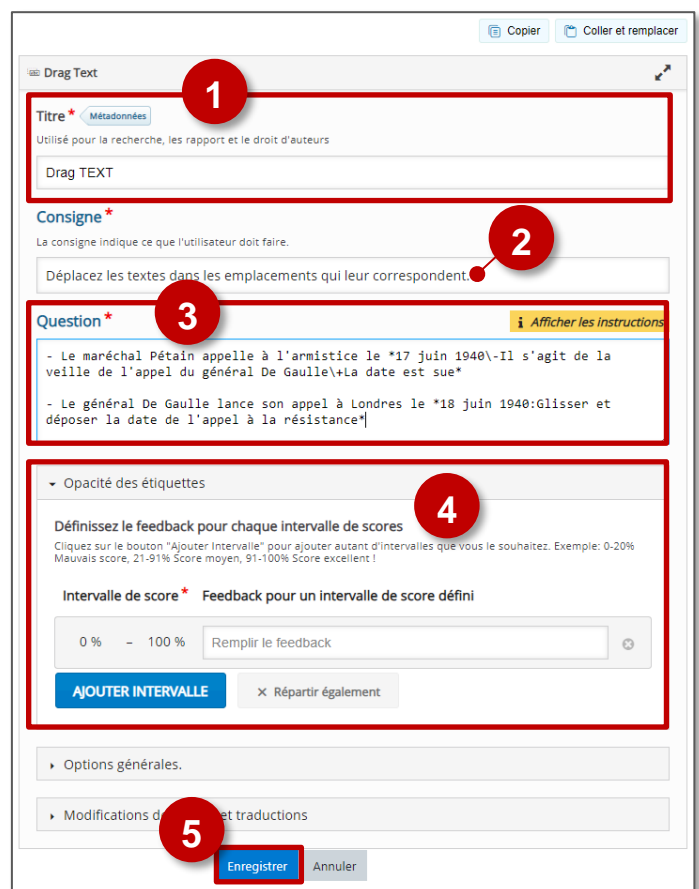 Copier
Coller et remplacer
Drag Text
1
Titre * Métadonnées
Utilisé pour la recherche, les rapport et le droit d'auteurs
Drag TEXT
Consigne *
La consigne indique ce que l'utilisateur doit faire.
2
Déplacez les textes dans les emplacements qui leur correspondent.
Question *
3
i Afficher les instructions
- Le maréchal Pétain appelle à l'armistice le *17 juin 1940\-Il s'agit de la
veille de l'appel du général De Gaulle\+La date est sue*
- Le général De Gaulle lance son appel à Londres le *18 juin 1940:Glisser et
déposer la date de l'appel à la résistance*
Opacité des étiquettes
4
Définissez le feedback pour chaque intervalle de scores
Cliquez sur le bouton "Ajouter Intervalle" pour ajouter autant d'intervalles que vous le souhaitez. Exemple: 0-20%
Mauvais score, 21-91% Score moyen, 91-100% Score excellent !
Intervalle de score * Feedback pour un intervalle de score défini
0 % – 100 % Remplir le feedback
AJOUTER INTERVALLE
× Répartir également
Options générales.
Modifications et traductions
5
Enregistrer
Annuler